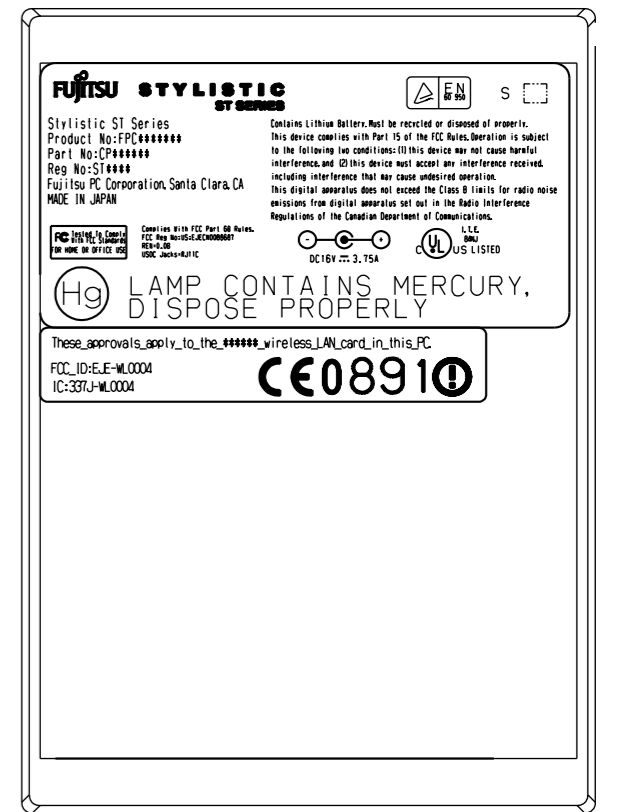 FUJITSU STYLISTIC
ST SERIES
EN
60 950
S
Stylistic ST Series
Product No:FPC*******
Part No:CP******
Reg No:ST****
Fujitsu PC Corporation, Santa Clara, CA
MADE IN JAPAN
Contains Lithium Battery. Must be recycled or disposed of properly.
This device complies with Part 15 of the FCC Rules. Operation is subject
to the following two conditions: (1) this device may not cause harmful
interference, and (2) this device must accept any interference received,
including interference that may cause undesired operation.
This digital apparatus does not exceed the Class B limits for radio noise
emissions from digital apparatus set out in the Radio Interference
Regulations of the Canadian Department of Communications.
FC Tested To Comply
With FCC Standards
FOR HOME OR OFFICE USE
Complies With FCC Part 68 Rules.
FCC Reg No:US:EJECN00
REN=0.0B
USOC Jacks=RJ11C
- +
DC16V 3.75A
C UL US LISTED
I.T.E.
Hg
LAMP CONTAINS MERCURY,
DISPOSE PROPERLY
These_approvals_apply_to_the_******_wireless_LAN_card_in_this_PC.
FCC_ID:EJE-WL0004
IC:337J-WL0004
CE0891